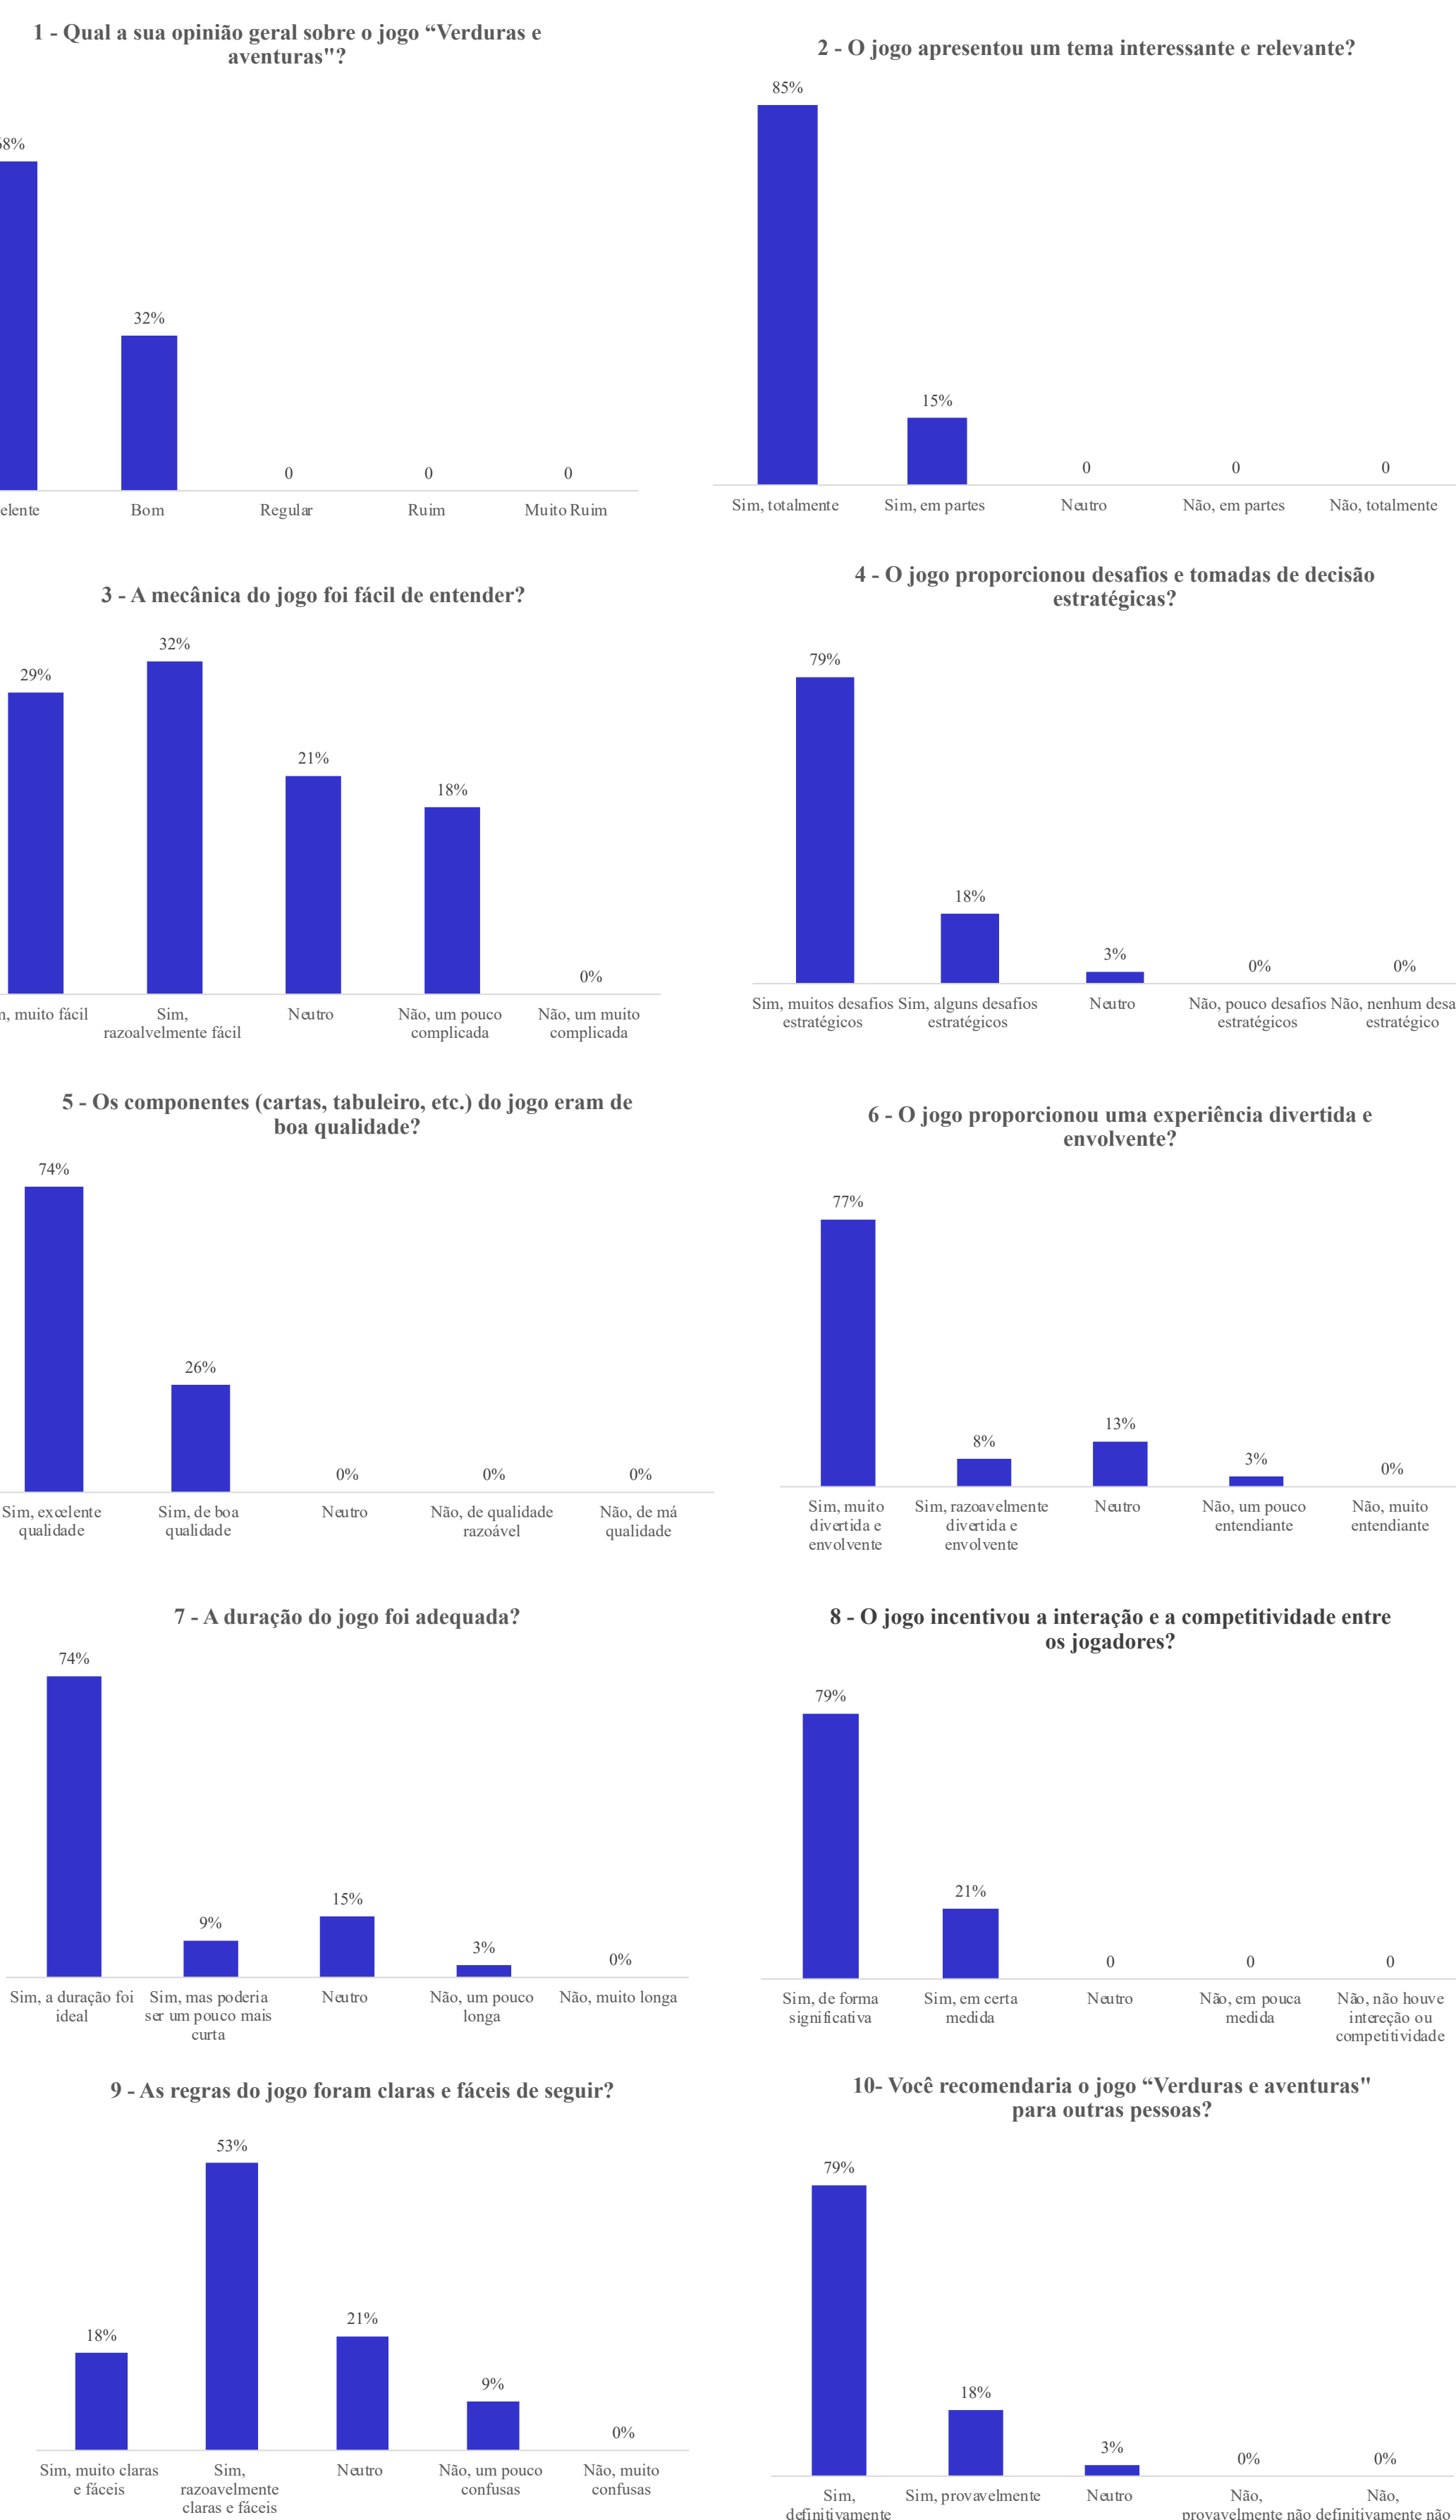 1 - Qual a sua opinião geral sobre o jogo “Verduras e
aventuras"?
68%
32%
0
0
0
elente
Bom
Regular
Ruim
Muito Ruim
2 - O jogo apresentou um tema interessante e relevante?
85%
15%
0
0
0
Sim, totalmente
Sim, em partes
Neutro
Não, em partes
Não, totalmente
3 - A mecânica do jogo foi fácil de entender?
29%
32%
21%
18%
0%
m, muito fácil
Sim,
razoalvelmente fácil
Neutro
Não, um pouco
complicada
Não, um muito
complicada
4 - O jogo proporcionou desafios e tomadas de decisão
estratégicas?
79%
18%
3%
0%
0%
Sim, muitos desafios
estratégicos
Sim, alguns desafios
estratégicos
Neutro
Não, pouco desafios
estratégicos
Não, nenhum desa
estratégico
5 - Os componentes (cartas, tabuleiro, etc.) do jogo eram de
boa qualidade?
74%
26%
0%
0%
0%
Sim, excelente
qualidade
Sim, de boa
qualidade
Neutro
Não, de qualidade
razoável
Não, de má
qualidade
6 - O jogo proporcionou uma experiência divertida e
envolvente?
77%
8%
13%
3%
0%
Sim, muito
divertida e
envolvente
Sim, razoavelmente
divertida e
envolvente
Neutro
Não, um pouco
entendiante
Não, muito
entendiante
7 - A duração do jogo foi adequada?
74%
9%
15%
3%
0%
Sim, a duração foi
ideal
Sim, mas poderia
ser um pouco mais
curta
Neutro
Não, um pouco
longa
Não, muito longa
8 - O jogo incentivou a interação e a competitividade entre
os jogadores?
79%
21%
0
0
0
Sim, de forma
significativa
Sim, em certa
medida
Neutro
Não, em pouca
medida
Não, não houve
intereção ou
competitividade
9 - As regras do jogo foram claras e fáceis de seguir?
18%
53%
21%
9%
0%
Sim, muito claras
e fáceis
Sim,
razoavelmente
claras e fáceis
Neutro
Não, um pouco
confusas
Não, muito
confusas
10- Você recomendaria o jogo “Verduras e aventuras"
para outras pessoas?
79%
18%
3%
0%
0%
Sim,
definitivamente
Sim, provavelmente
Neutro
Não,
provavelmente não
Não,
definitivamente não